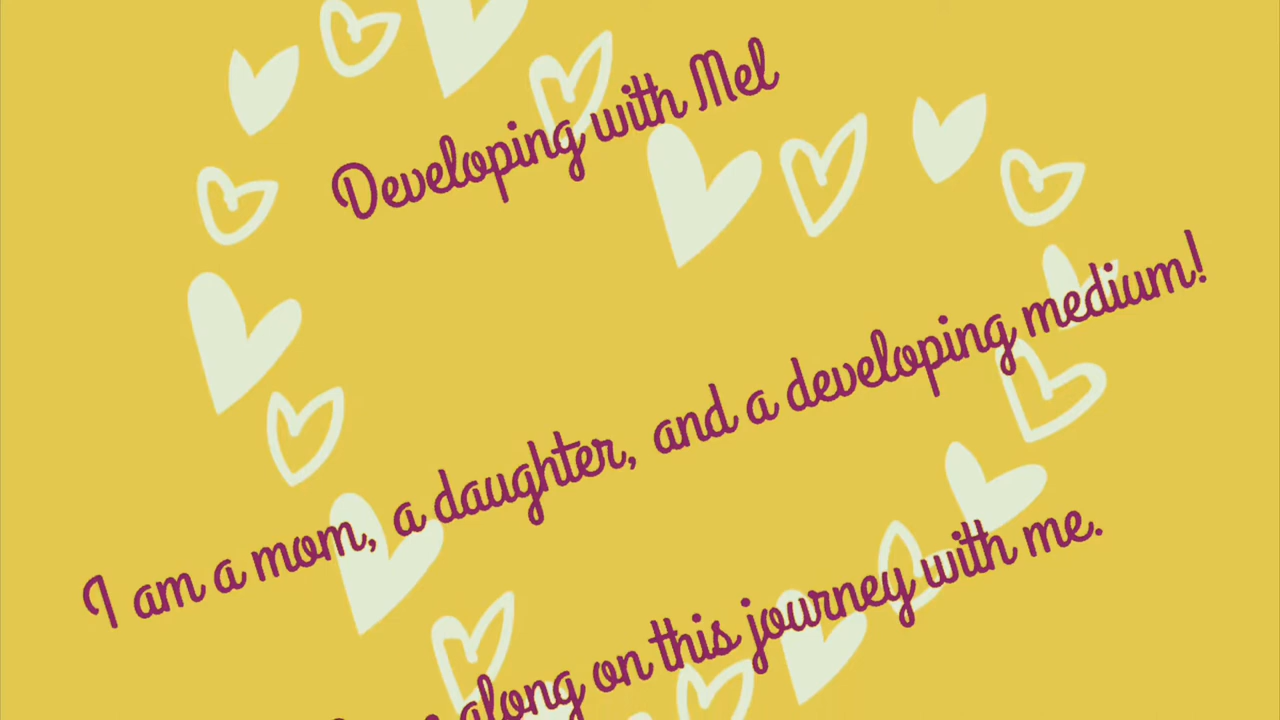 Developing with Mel
I am a mom, a daughter, and a developing medium!
along on this journey with me.